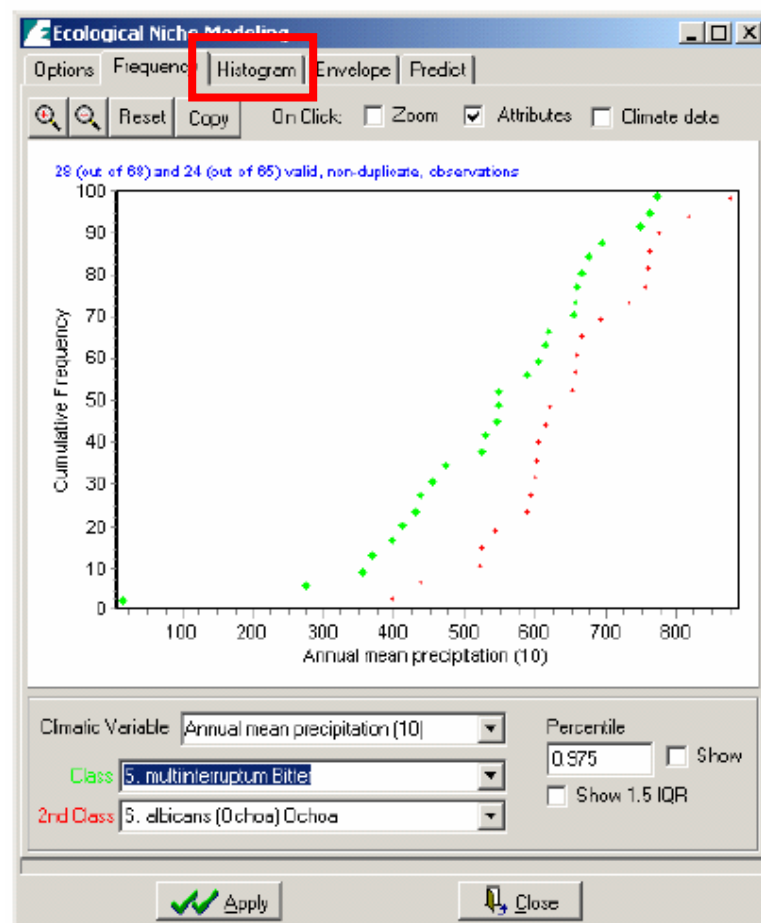 Ecological Niche Modeling
Options Frequency Histogram Envelope Predict
Reset Copy On Click: Zoom Attributes Climate data
28 (out of 68) and 24 (out of 65) valid, non-duplicate, observations
100
90
80
70
60
50
40
30
20
10
0
Cumulative Frequency
100 200 300 400 500 600 700 800
Annual mean precipitation (10)
Climatic Variable Annual mean precipitation (10) Percentile
0.975 Show
Class S. multiinterruptum Bitter
Show 1.5 IQR
2nd Class S. albicans (Ochoa) Ochoa
Apply Close